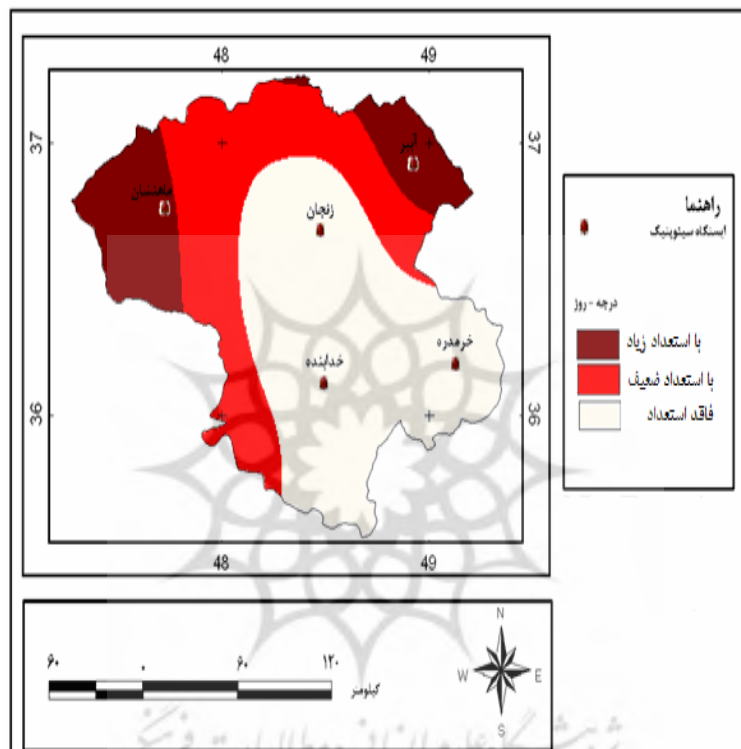 48 49
37 37
آببر
ماهنشان
زنجان
خرمدره
خدابنده
36 36
48 49
راهنما
ایستگاه سینوپتیک
درجه - روز
با استعداد زیاد
با استعداد ضعیف
فاقد استعداد
۶۰ ۰ ۶۰ ۱۲۰
کیلومتر
N
W E
S